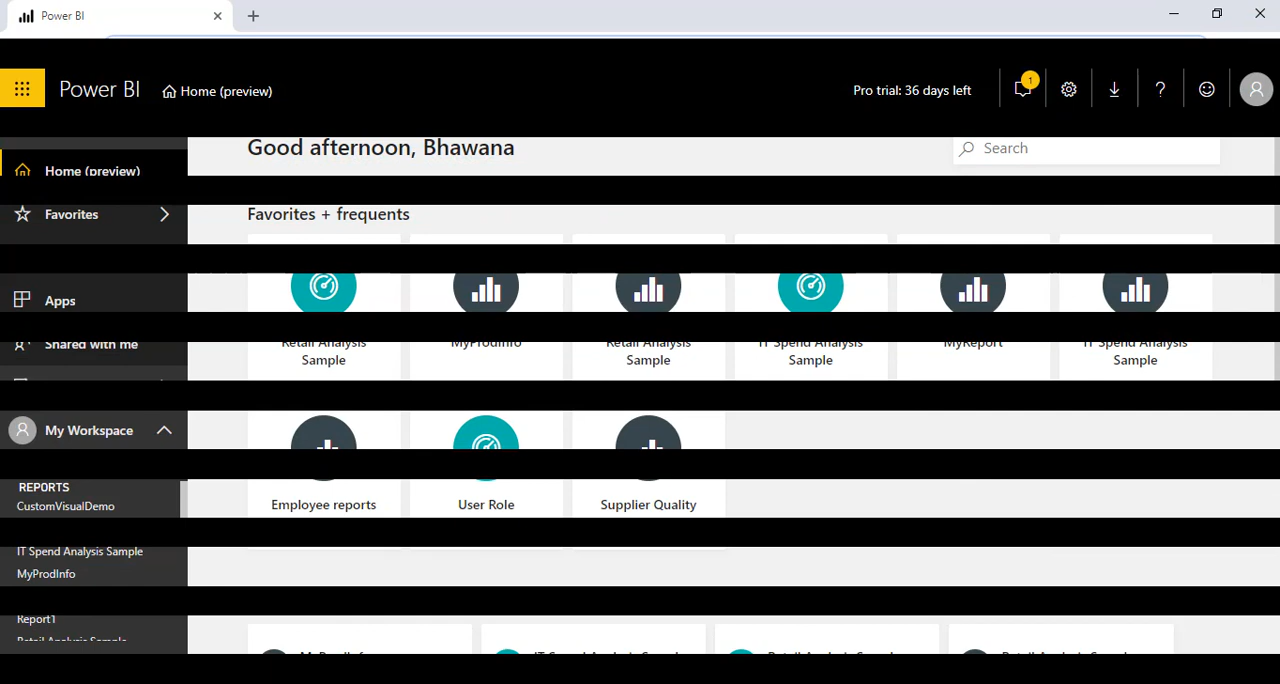 Power BI
Power BI
Home (preview)
Pro trial: 36 days left
1
Good afternoon, Bhawana
Search
Home (preview)
Favorites
Favorites + frequents
Apps
Shared with me
Retail Analysis
Sample
MyProdInfo
Retail Analysis
Sample
IT Spend Analysis
Sample
MyReport
IT Spend Analysis
Sample
My Workspace
REPORTS
CustomVisualDemo
Employee reports
User Role
Supplier Quality
IT Spend Analysis Sample
MyProdInfo
Report1
Retail Analysis Sample